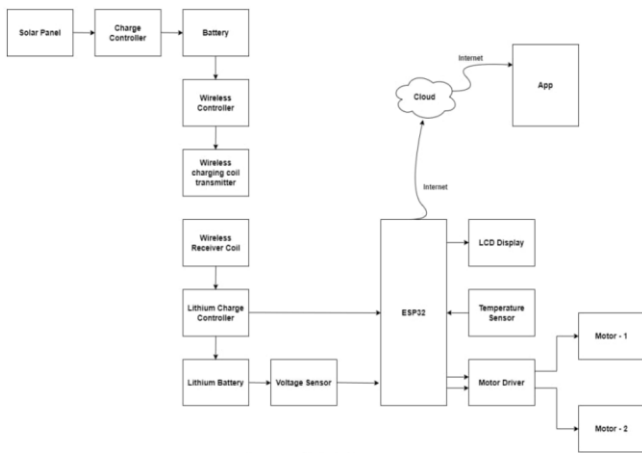 Solar Panel
Charge
Controller
Battery
Internet
App
Cloud
Wireless
Controller
Wireless
charging coil
transmitter
Internet
Wireless
Receiver Coil
LCD Display
Lithium Charge
Controller
ESP32
Temperature
Sensor
Motor - 1
Lithium Battery
Voltage Sensor
Motor Driver
Motor - 2